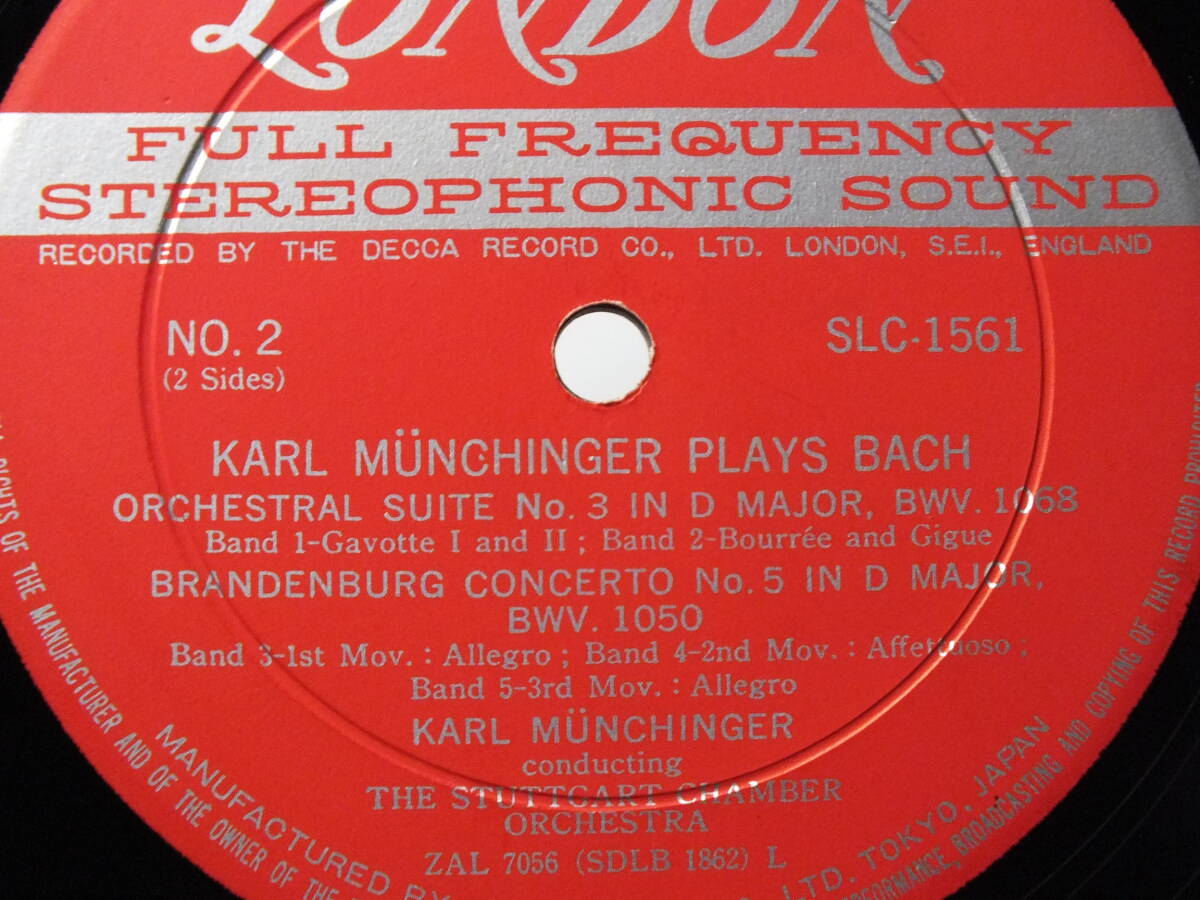 LONDON
FULL FREQUENCY
STEREOPHONIC SOUND
RECORDED BY THE DECCA RECORD CO., LTD. LONDON, S.E.I., ENGLAND
NO. 2
(2 Sides)
SLC-1561
KARL MÜNCHINGER PLAYS BACH
ORCHESTRAL SUITE No. 3 IN D MAJOR, BWV. 1068
Band 1-Gavotte I and II ; Band 2-Bourrée and Gigue
BRANDENBURG CONCERTO No. 5 IN D MAJOR,
BWV. 1050
Band 3-1st Mov. : Allegro ; Band 4-2nd Mov. : Affettuoso ;
Band 5-3rd Mov. : Allegro
KARL MÜNCHINGER
conducting
THE STUTTGART CHAMBER
ORCHESTRA
ZAL 7056 (SDLB 1862) L
MANUFACTURED BY
LTD. TOKYO. JAPAN
RIGHTS OF THE MANUFACTURER AND OF THE OWNER OF THE
BROADCASTING AND COPYING OF THIS RECORD